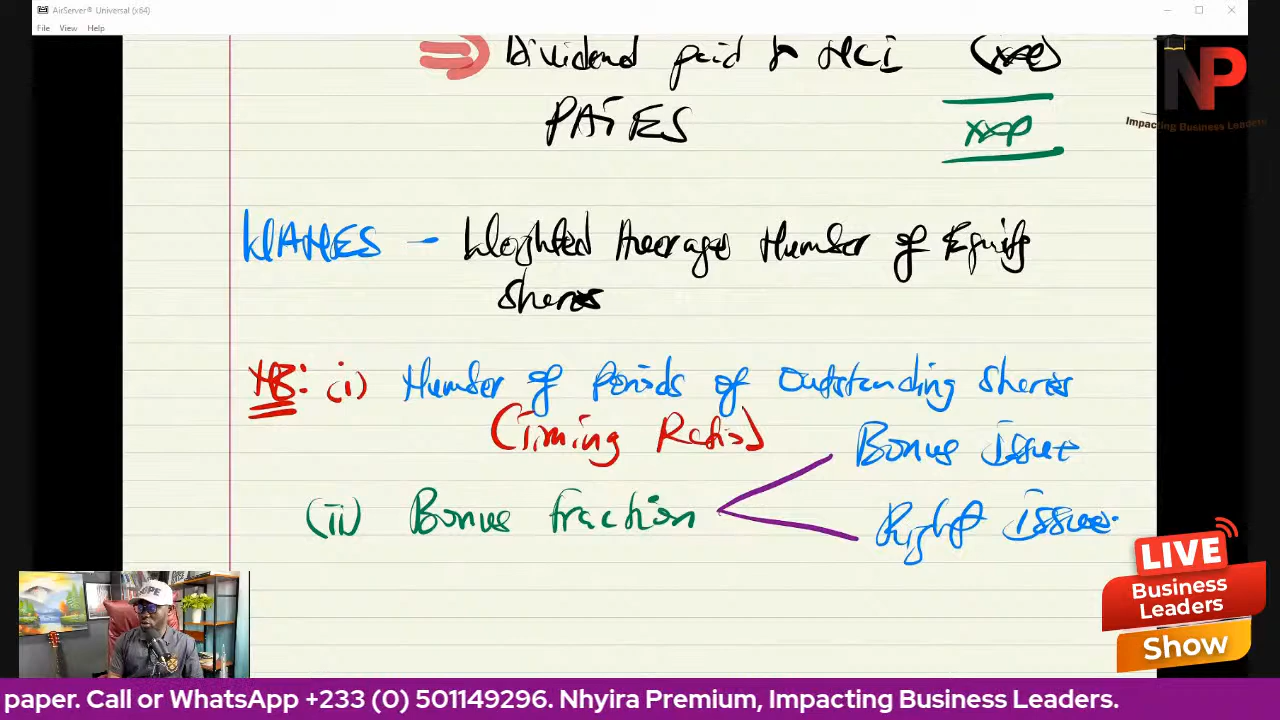 AirServer® Universal (x64)
File View Help
Dividend paid to NCI (xxx)
PATES xxx
NP
Impacting Business Leaders
WANES - Weighted Average Number of Equity
shares
NB: (i) Number of Periods of Outstanding shares
(Timing Ratio)
Bonus Issue
(ii) Bonus fraction
Right Issue.
LIVE
Business
Leaders
Show
paper. Call or WhatsApp +233 (0) 501149296. Nhyira Premium, Impacting Business Leaders.